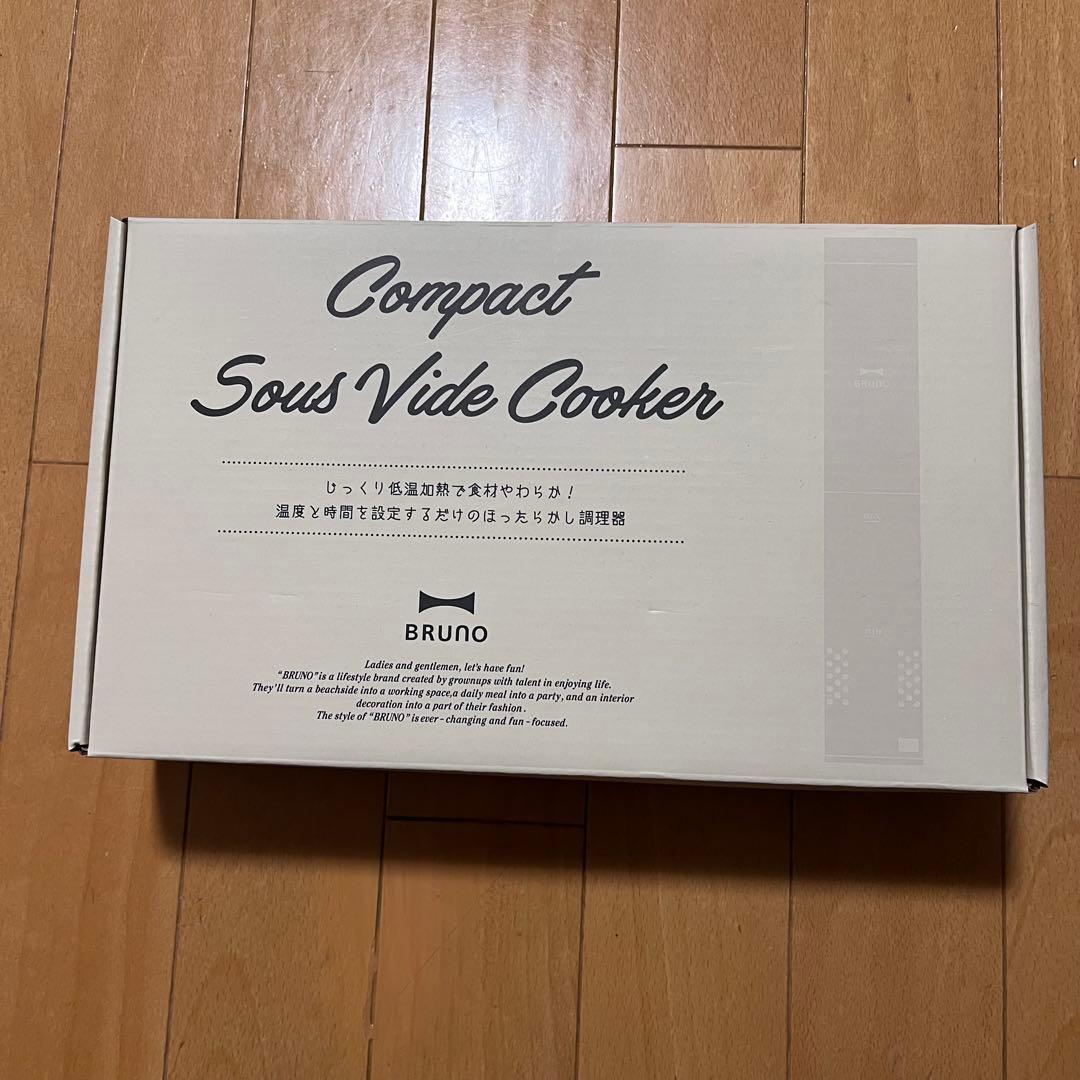 Compact
Sous Vide Cooker
じっくり低温加熱で食材やわらか！
温度と時間を設定するだけのほったらかし調理器
BRUNO
Ladies and gentlemen, let's have fun!
"BRUNO" is a lifestyle brand created by grownups with talent in enjoying life.
They'll turn a beachside into a working space,a daily meal into a party, and an interior
decoration into a part of their fashion.
The style of "BRUNO" is ever-changing and fun-focused.
BRUNO
MAX
MIN